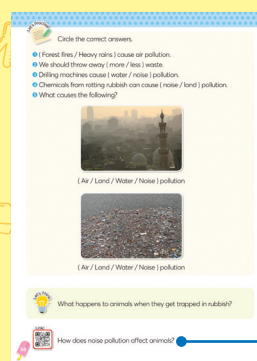 Let's practise
Circle the correct answers.
1 ( Forest fires / Heavy rains ) cause air pollution.
2 We should throw away ( more / less ) waste.
3 Drilling machines cause ( water / noise ) pollution.
4 Chemicals from rotting rubbish can cause ( noise / land ) pollution.
5 What causes the following?
( Air / Land / Water / Noise ) pollution
( Air / Land / Water / Noise ) pollution
What happens to animals when they get trapped in rubbish?
How does noise pollution affect animals?